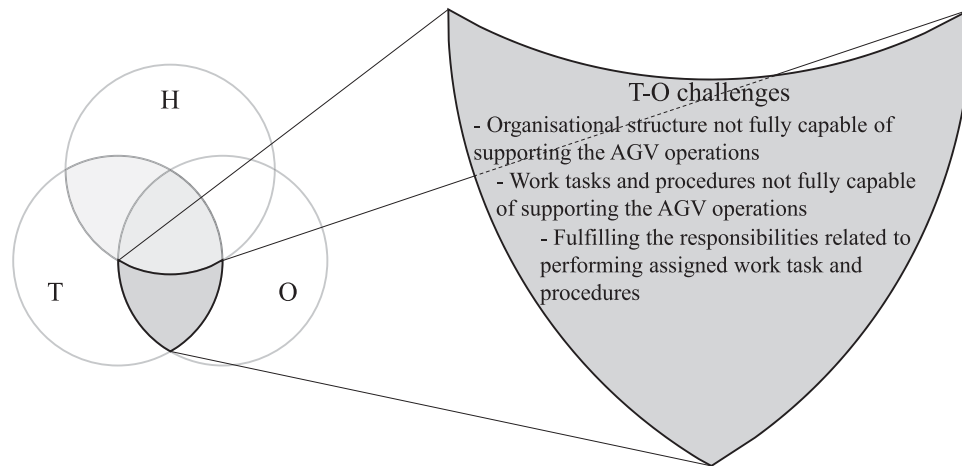 H
T
O
T-O challenges
- Organisational structure not fully capable of
supporting the AGV operations
- Work tasks and procedures not fully capable
of supporting the AGV operations
- Fulfilling the responsibilities related to
performing assigned work task and
procedures